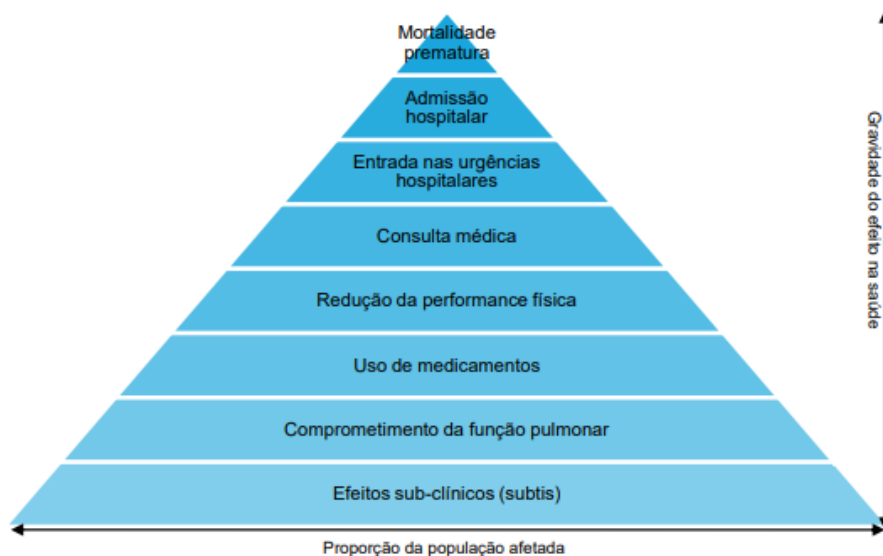 Mortalidade
prematura
Admissão
hospitalar
Entrada nas urgências
hospitalares
Consulta médica
Redução da performance física
Uso de medicamentos
Comprometimento da função pulmonar
Efeitos sub-clínicos (subtis)
Proporção da população afetada
Gravidade do efeito na saúde